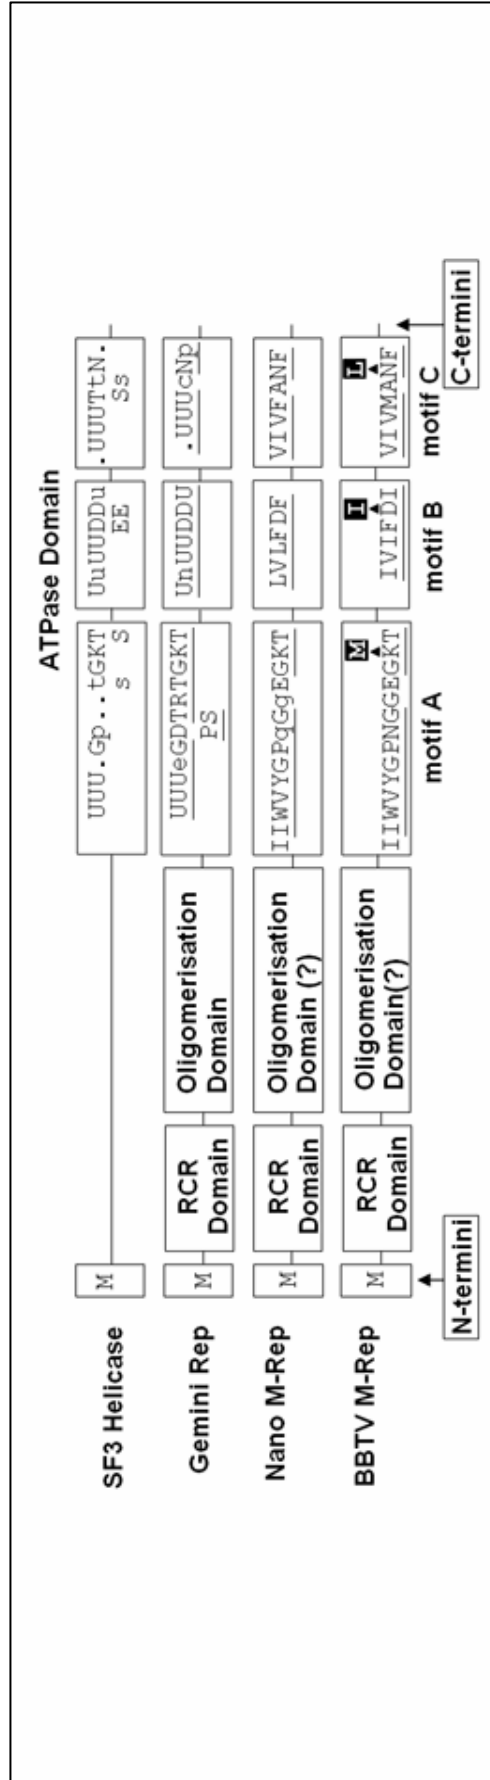 ATPase Domain
SF3 Helicase
M
UUU.Gp..tGKT
s S
UuUUDDu
EE
.UUUTtN.
Ss
Gemini Rep
M
RCR
Domain
Oligomerisation
Domain
UUUeGDTRTGKT
PS
UnUUDDU
.UUUcNp
Nano M-Rep
M
RCR
Domain
Oligomerisation
Domain (?)
IIWVYGPqGgEGKT
LVLFDF
VIVFANF
BBTV M-Rep
M
RCR
Domain
Oligomerisation
Domain(?)
M
IIWVYGPNGGEGKT
I
IVIFDI
L
VIVMANF
motif A
motif B
motif C
N-termini
C-termini